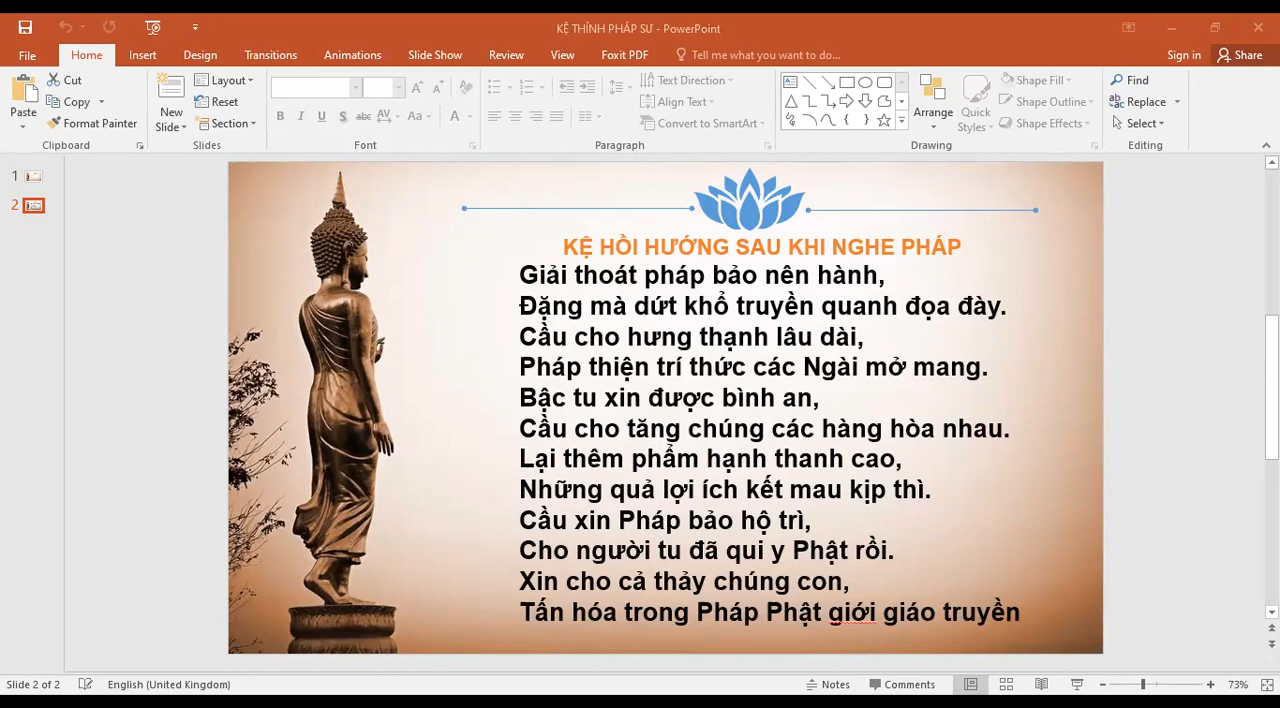 KỆ THỈNH PHÁP SƯ - PowerPoint
File Home Insert Design Transitions Animations Slide Show Review View Foxit PDF Tell me what you want to do... Sign in Share
Paste
Cut
Copy
Format Painter
Clipboard
New Slide
Layout
Reset
Section
Slides
B I U S abc AV Aa A
Font
Paragraph
Text Direction
Align Text
Convert to SmartArt
Arrange
Quick Styles
Shape Fill
Shape Outline
Shape Effects
Drawing
Find
Replace
Select
Editing
1
2
KỆ HỒI HƯỚNG SAU KHI NGHE PHÁP
Giải thoát pháp bảo nên hành,
Đặng mà dứt khổ truyền quanh đọa đày.
Cầu cho hưng thạnh lâu dài,
Pháp thiện trí thức các Ngài mở mang.
Bậc tu xin được bình an,
Cầu cho tăng chúng các hàng hòa nhau.
Lại thêm phẩm hạnh thanh cao,
Những quả lợi ích kết mau kịp thì.
Cầu xin Pháp bảo hộ trì,
Cho người tu đã qui y Phật rồi.
Xin cho cả thảy chúng con,
Tấn hóa trong Pháp Phật giới giáo truyền
Slide 2 of 2 English (United Kingdom) Notes Comments 73%